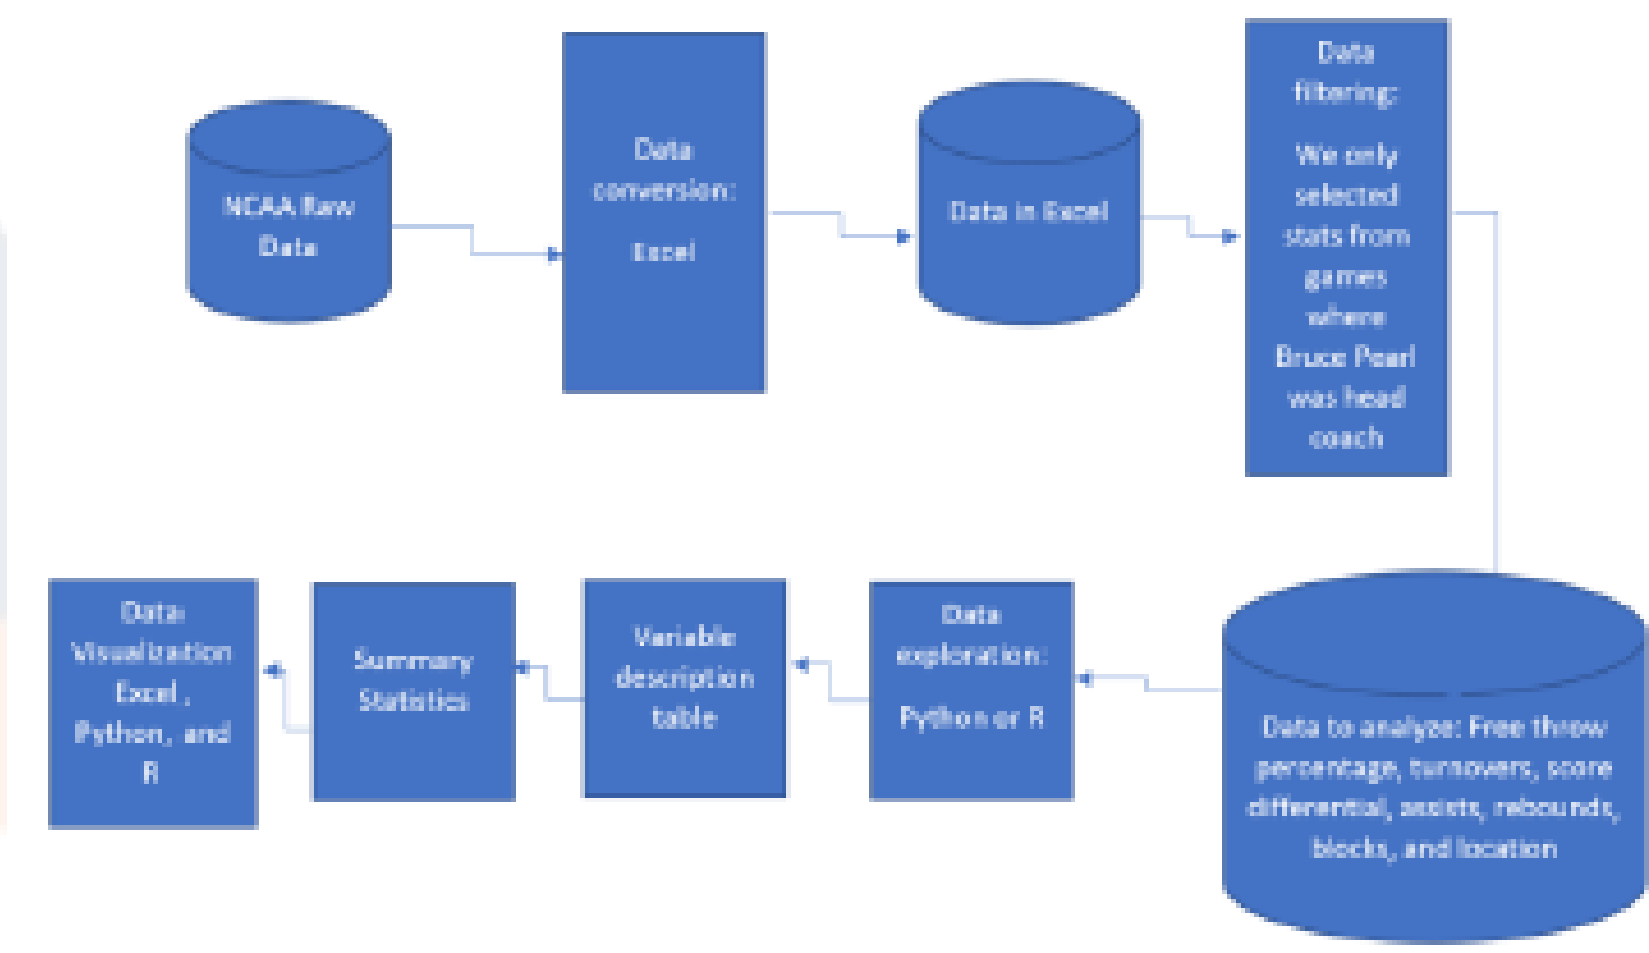 NCAA Raw
Data
Data
conversion:
Excel
Data in Excel
Data
filtering:
We only
selected
stats from
games
where
Bruce Pearl
was head
coach
Data to analyze: Free throw
percentage, turnovers, score
differential, assists, rebounds,
blocks, and location
Data
exploration:
Python or R
Variable
description
table
Summary
Statistics
Data
Visualization
Excel ,
Python, and
R